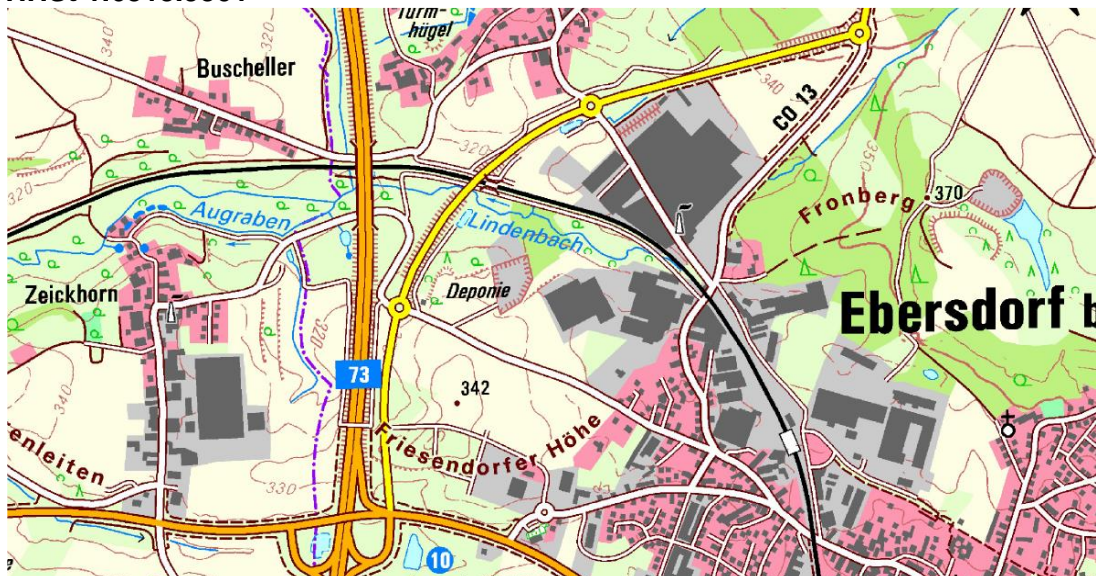 340
340
Turm-
hügel
Buscheller
320
320
340
CO 13
350
Fronberg
370
Augraben
Lindenbach
Zeickhorn
Deponie
Ebersdorf b
320
73
342
340
enleiten
Friesendorfer Höhe
330
10